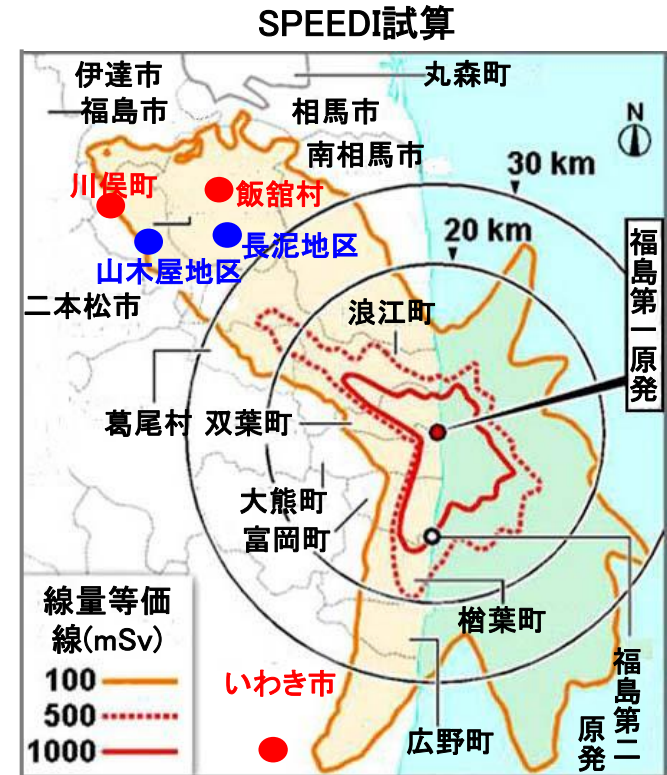 SPEEDI試算
伊達市
丸森町
福島市
相馬市
N
南相馬市
30 km
川俣町
飯舘村
20 km
福島第一原発
長泥地区
山木屋地区
二本松市
浪江町
葛尾村
双葉町
大熊町
富岡町
線量等価
線(mSv)
100
500
1000
楢葉町
いわき市
広野町
福島第二
原発